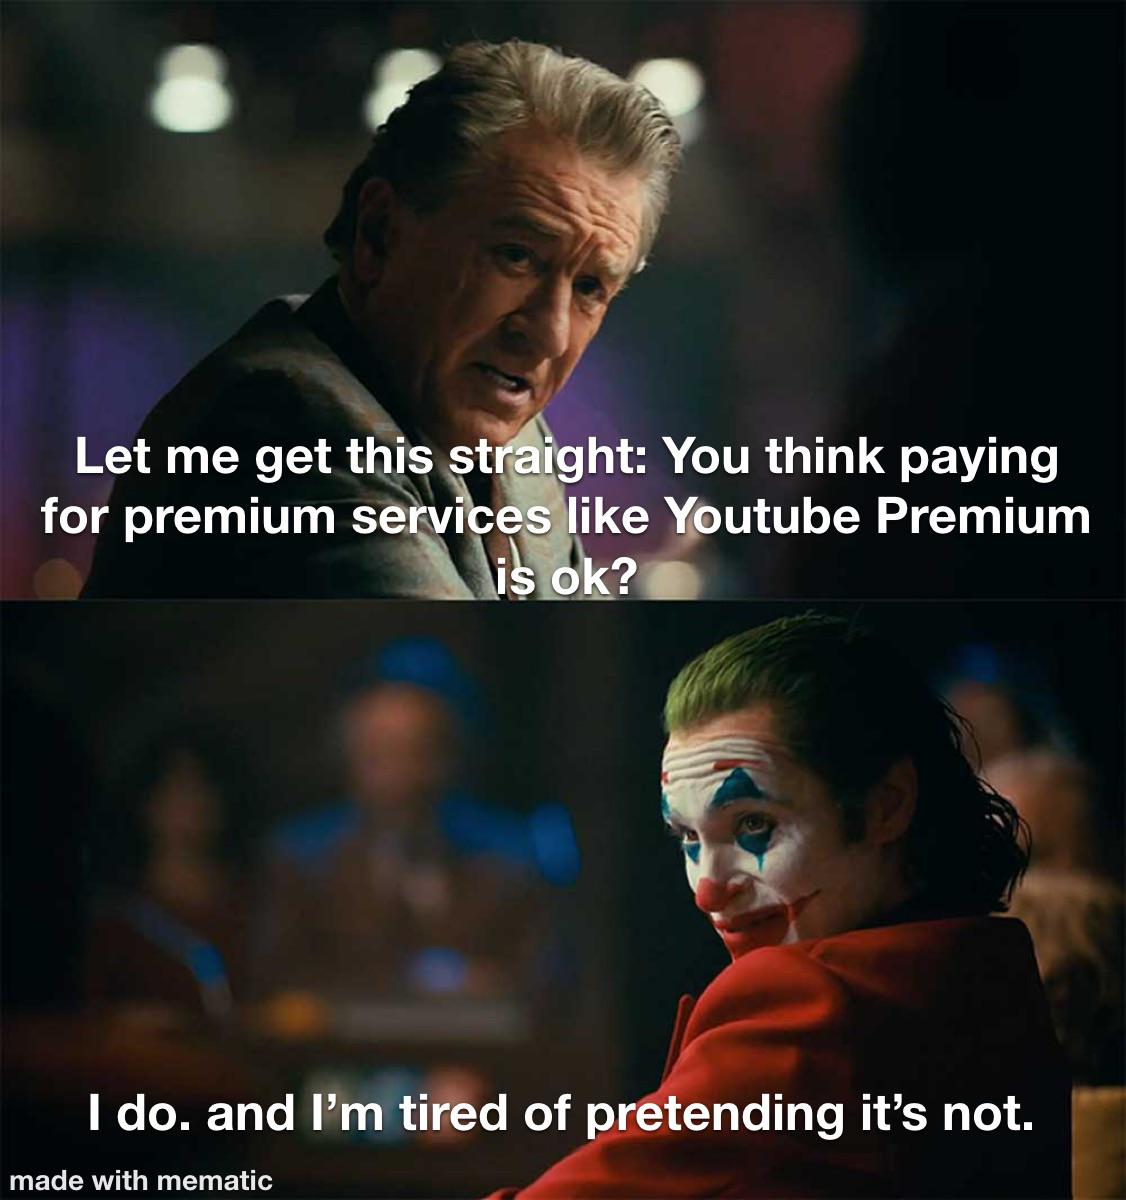 Let me get this straight: You think paying
for premium services like Youtube Premium
is ok?
I do. and I’m tired of pretending it’s not.
made with mematic